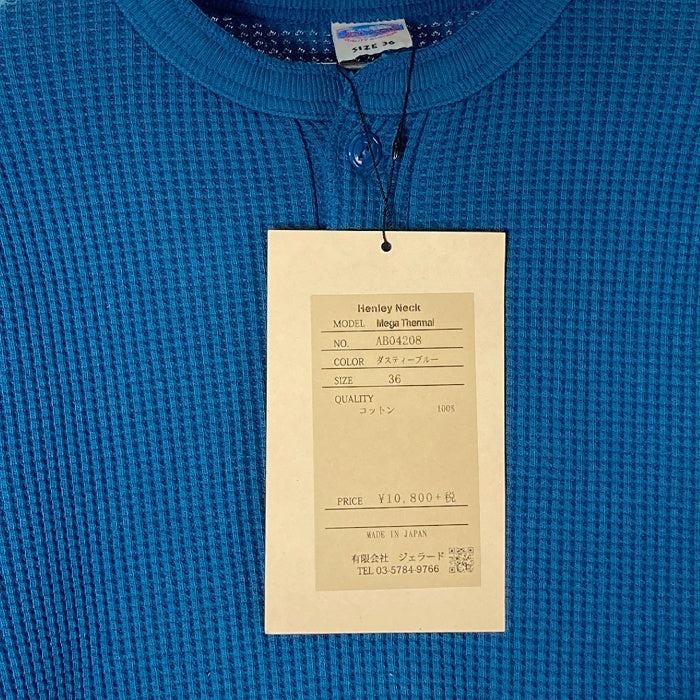 SIZE 36
Henley Neck
MODEL Mega Thermal
NO. AB04208
COLOR ダスティーブルー
SIZE 36
QUALITY
コットン 100%
PRICE ¥10,800+税
MADE IN JAPAN
有限会社 ジェラード
TEL 03-5784-9766